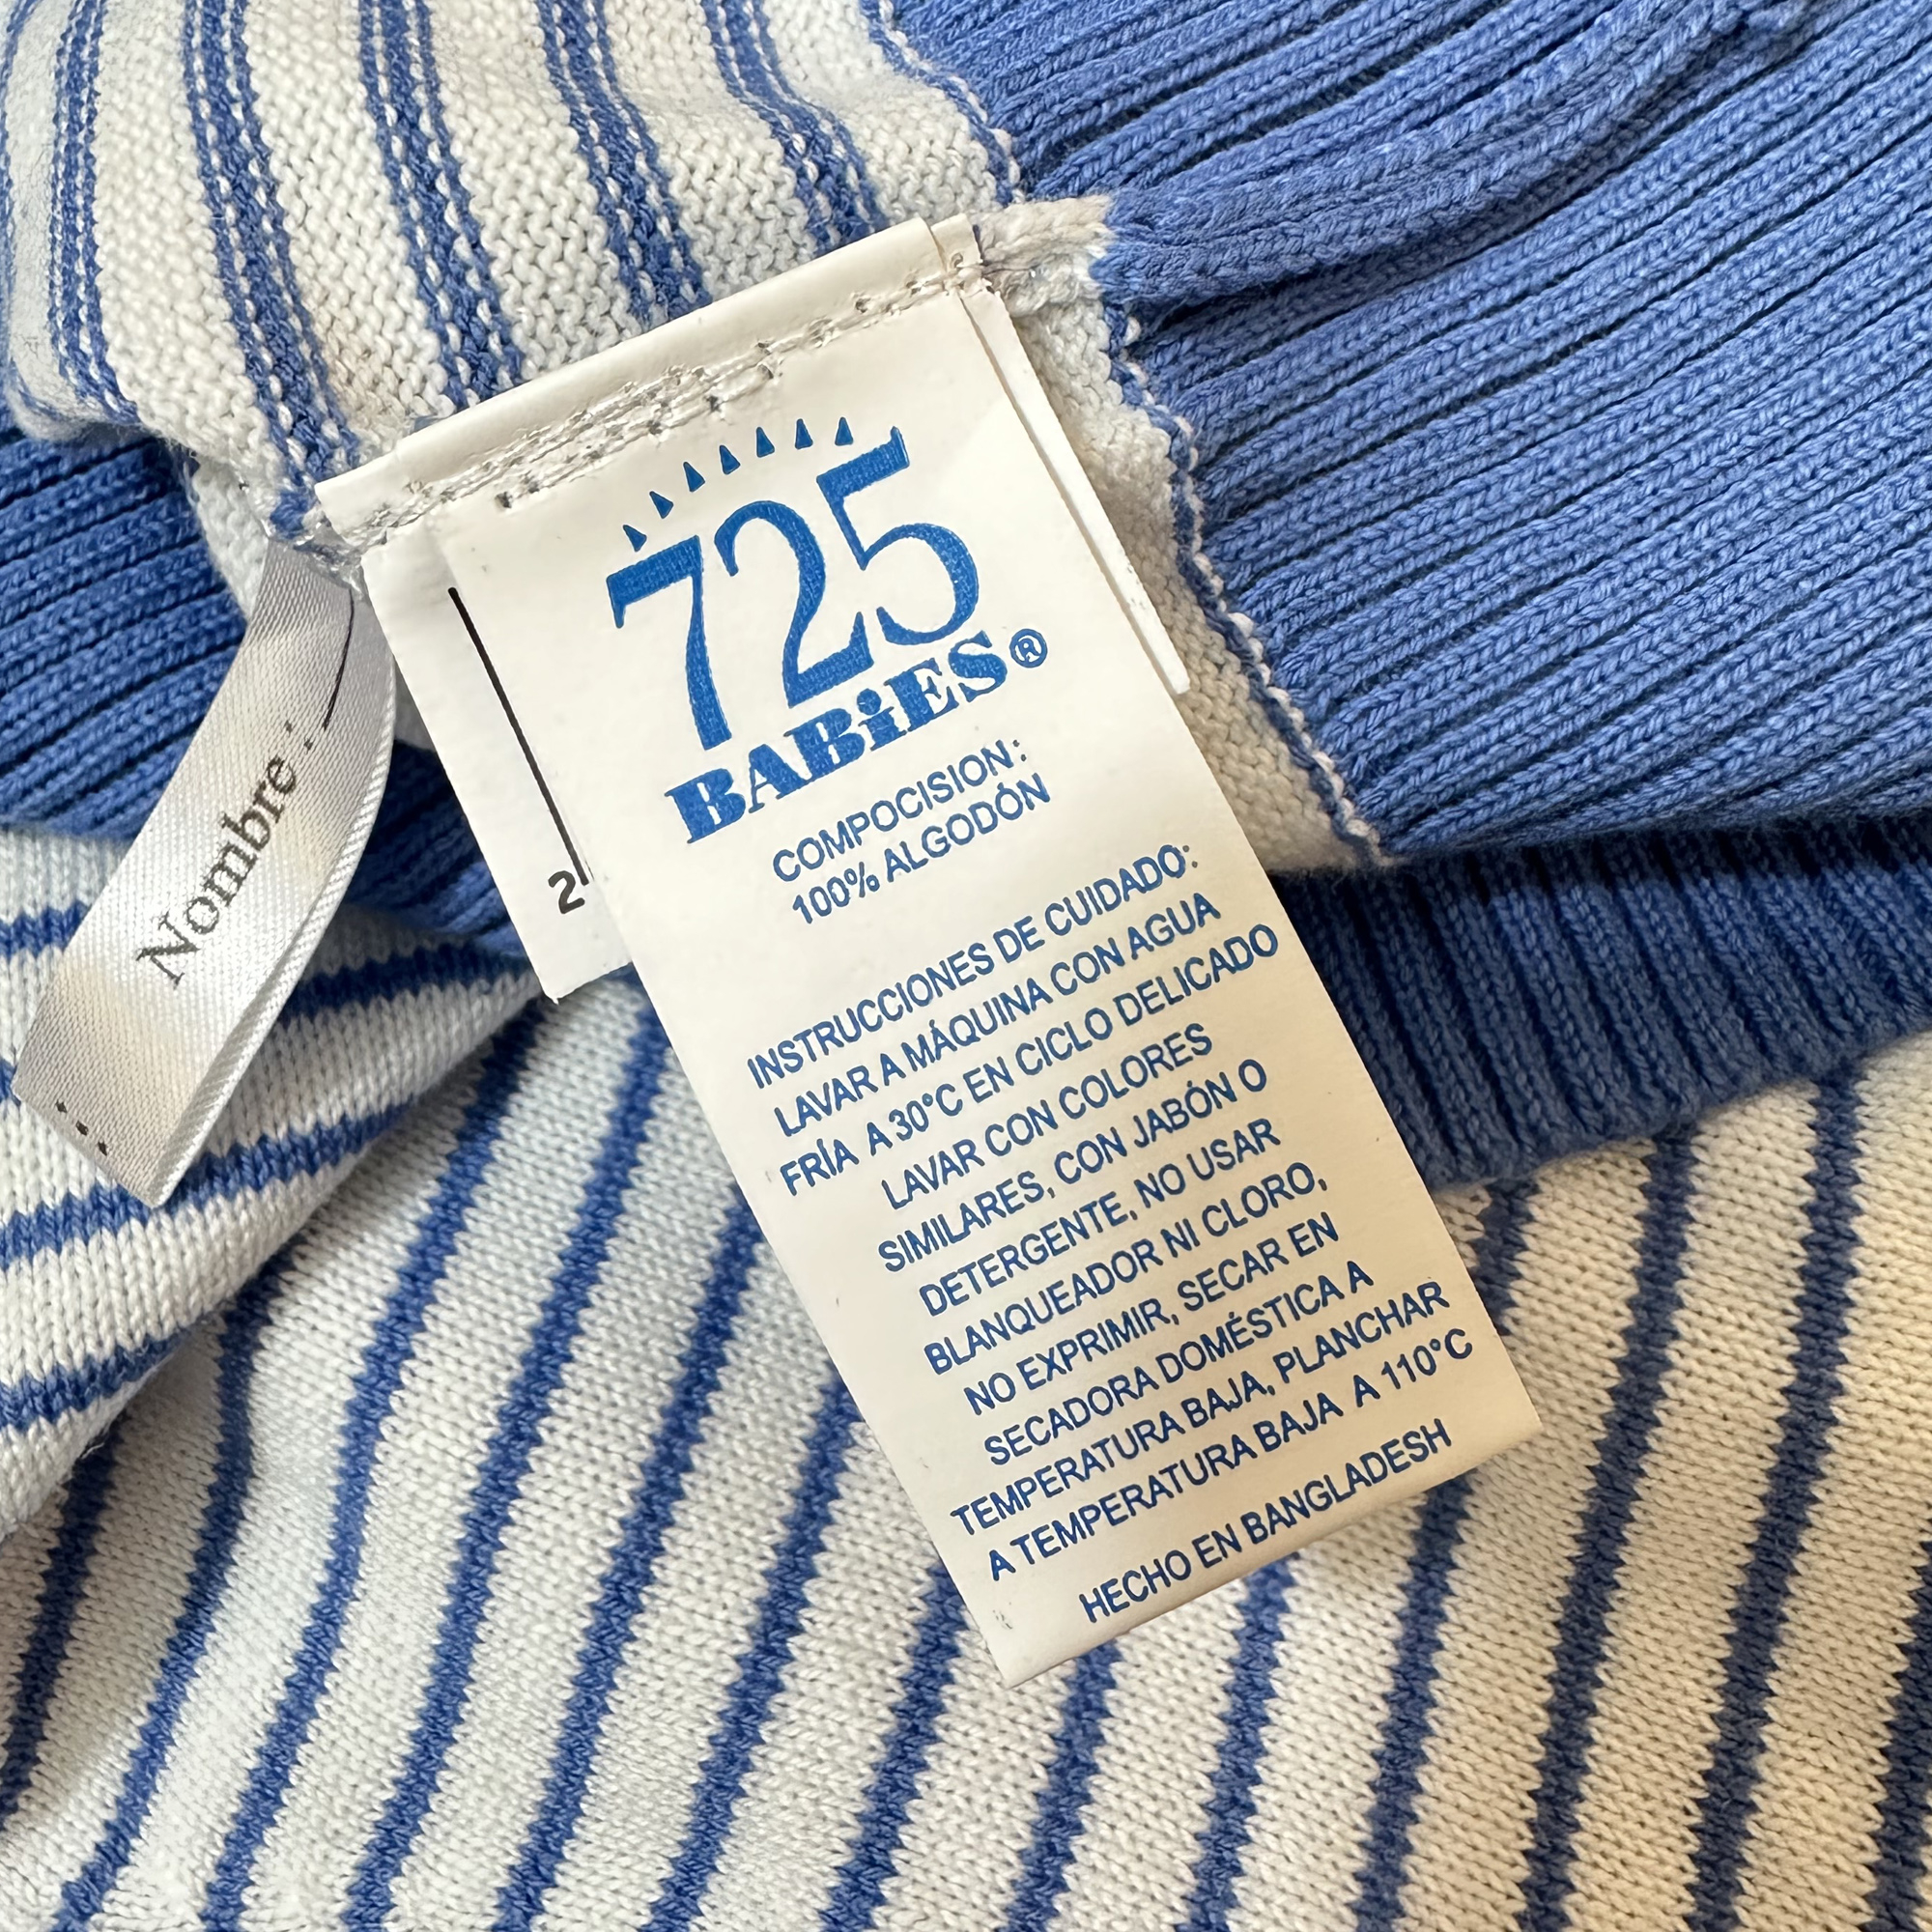 725
BABiES®
COMPOCISION:
100% ALGODÓN
INSTRUCCIONES DE CUIDADO:
LAVAR A MÁQUINA CON AGUA
FRÍA A 30°C EN CICLO DELICADO
LAVAR CON COLORES
SIMILARES, CON JABÓN O
DETERGENTE, NO USAR
BLANQUEADOR NI CLORO,
NO EXPRIMIR, SECAR EN
SECADORA DOMÉSTICA A
TEMPERATURA BAJA, PLANCHAR
A TEMPERATURA BAJA A 110°C
HECHO EN BANGLADESH
Nombre :
2